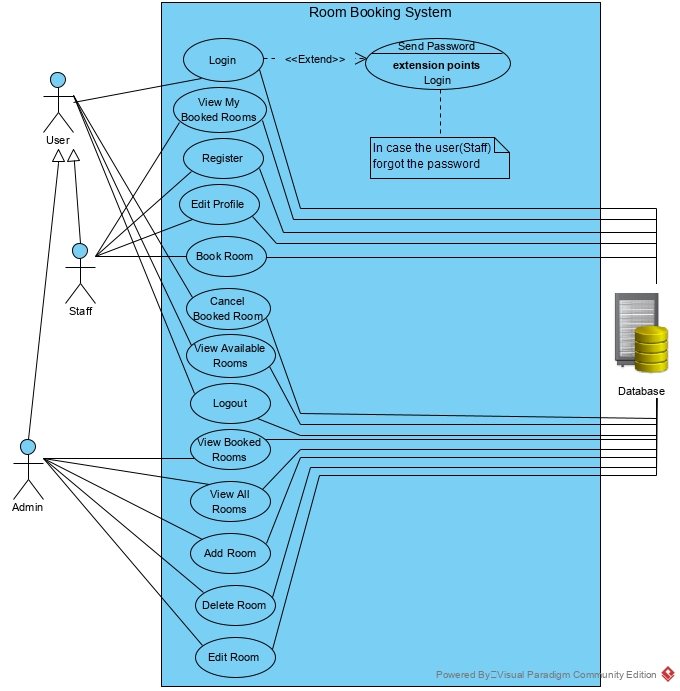 Room Booking System
Login
<<Extend>>
Send Password
extension points
Login
In case the user(Staff)
forgot the password
User
View My
Booked Rooms
Register
Edit Profile
Book Room
Staff
Cancel
Booked Room
View Available
Rooms
Database
Logout
View Booked
Rooms
Admin
View All
Rooms
Add Room
Delete Room
Edit Room
Powered By Visual Paradigm Community Edition